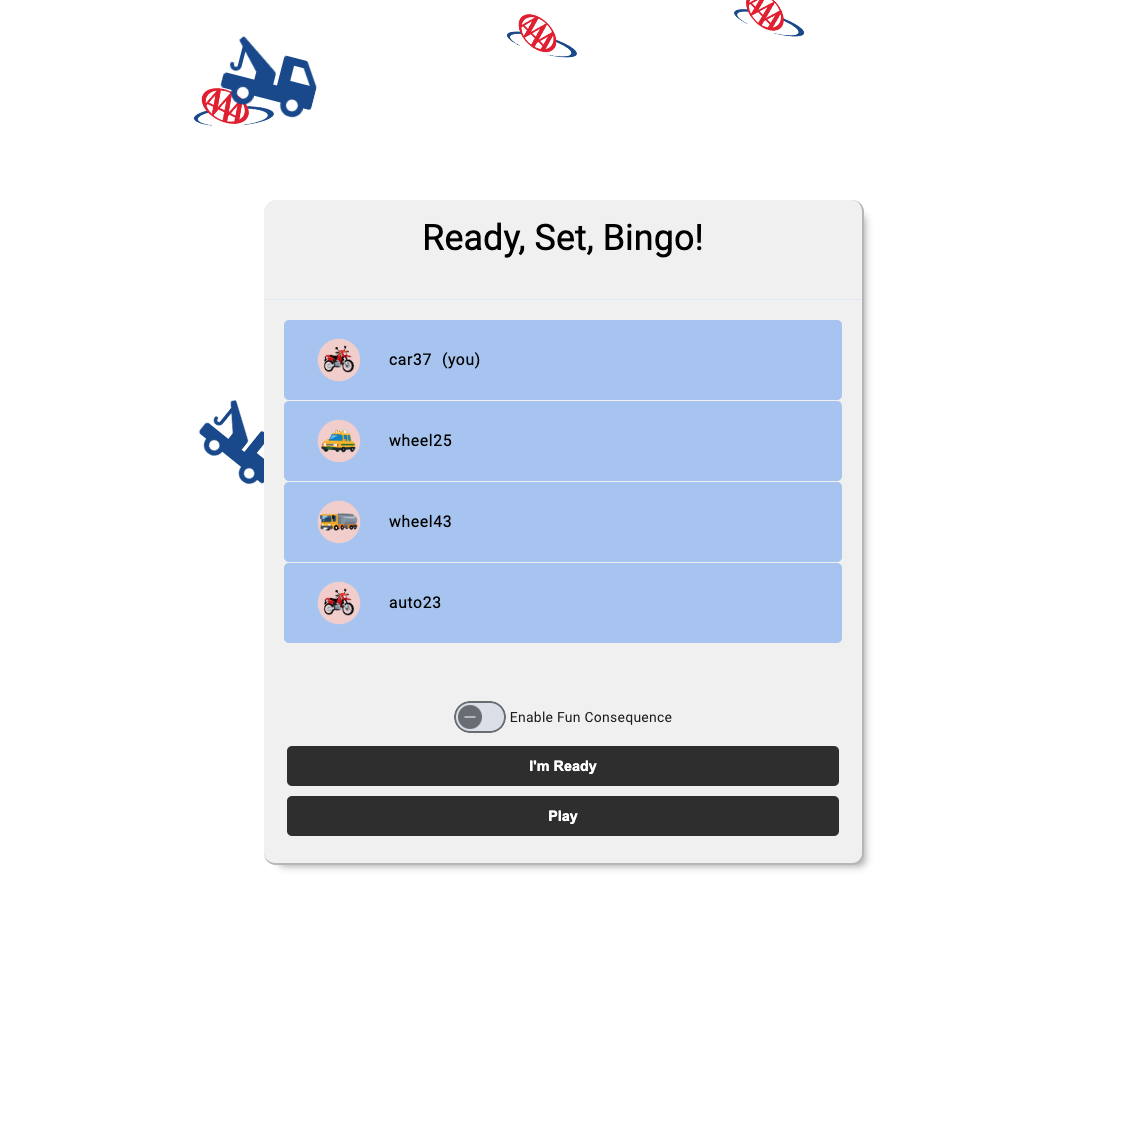 AAA
AAA
AAA
Ready, Set, Bingo!
car37 (you)
wheel25
wheel43
auto23
Enable Fun Consequence
I'm Ready
Play